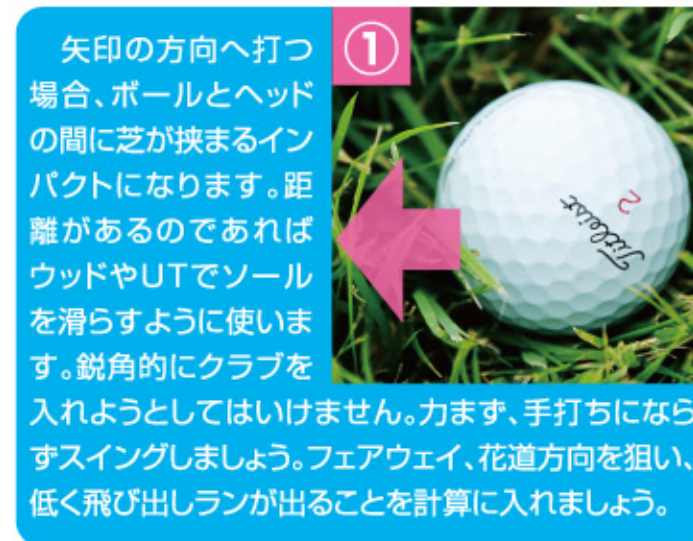 矢印の方向へ打つ
場合、ボールとヘッド
の間に芝が挟まるイン
パクトになります。距
離があるのであれば
ウッドやUTでソール
を滑らすように使いま
す。鋭角的にクラブを
入れようとしてはいけません。力まず、手打ちになら
ずスイングしましょう。フェアウェイ、花道方向を狙い、
低く飛び出しランが出ることを計算に入れましょう。
①
2
Titleist